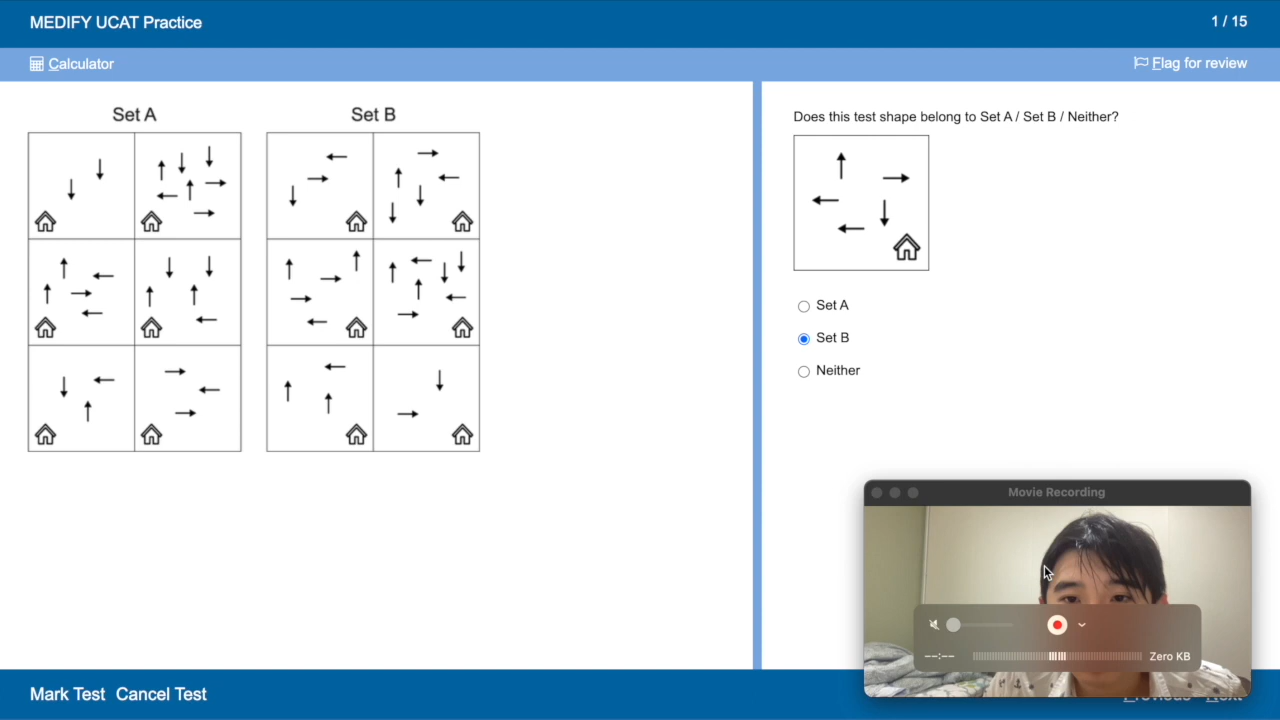 MEDIFY UCAT Practice
1 / 15
Calculator
Flag for review
Set A
Set B
Does this test shape belong to Set A / Set B / Neither?
Set A
Set B
Neither
Movie Recording
--:--
Zero KB
Mark Test Cancel Test